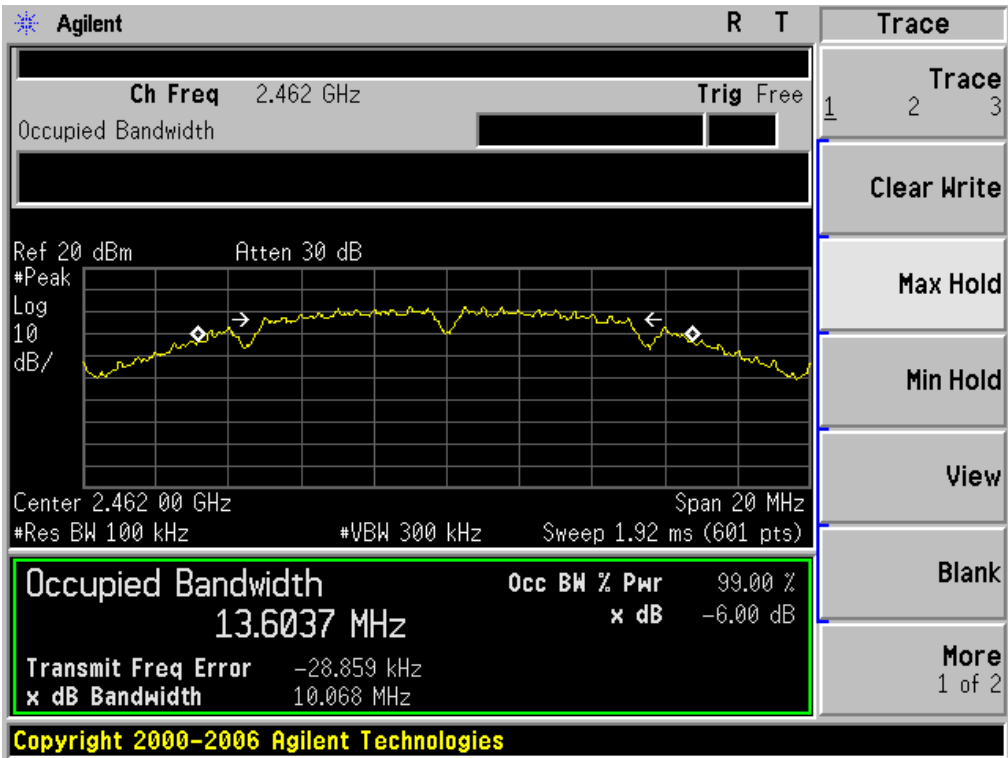 Agilent R T Trace
Ch Freq 2.462 GHz Trig Free
Occupied Bandwidth
Ref 20 dBm Atten 30 dB
#Peak
Log
10
dB/
Center 2.462 00 GHz Span 20 MHz
#Res BW 100 kHz #VBW 300 kHz Sweep 1.92 ms (601 pts)
Occupied Bandwidth Occ BW % Pwr 99.00 %
13.6037 MHz x dB -6.00 dB
Transmit Freq Error -28.859 kHz
x dB Bandwidth 10.068 MHz
Copyright 2000-2006 Agilent Technologies
Trace
1 2 3
Clear Write
Max Hold
Min Hold
View
Blank
More
1 of 2